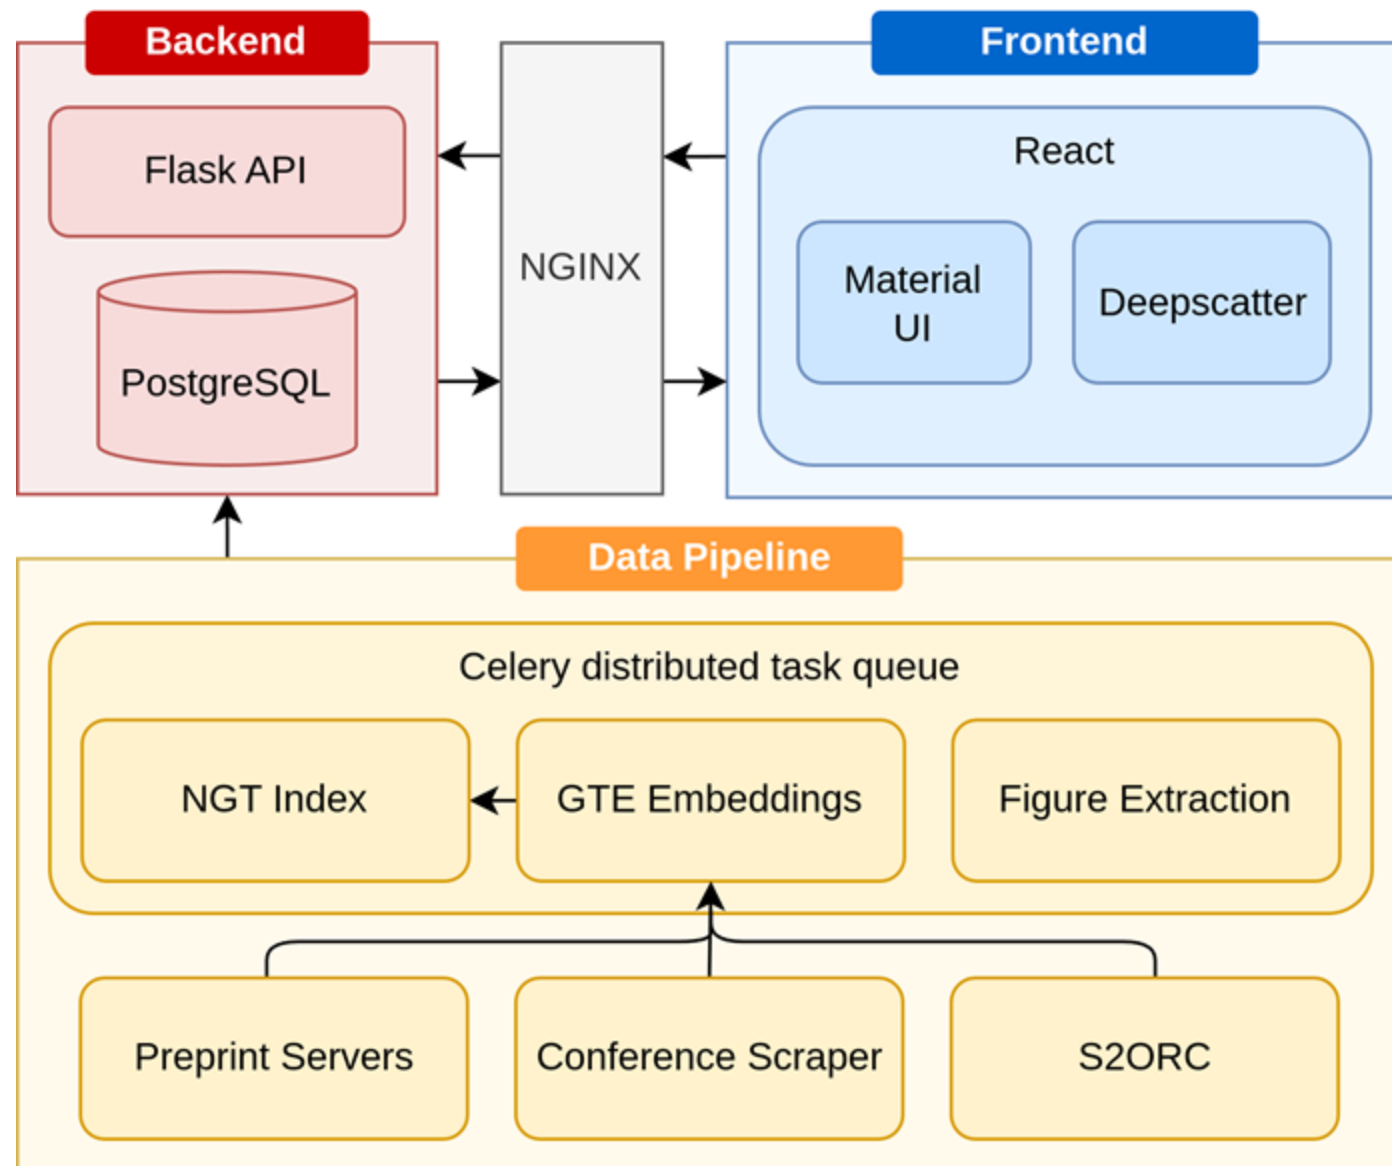 Backend
Flask API
PostgreSQL
NGINX
Frontend
React
Material
UI
Deepscatter
Data Pipeline
Celery distributed task queue
NGT Index
GTE Embeddings
Figure Extraction
Preprint Servers
Conference Scraper
S2ORC